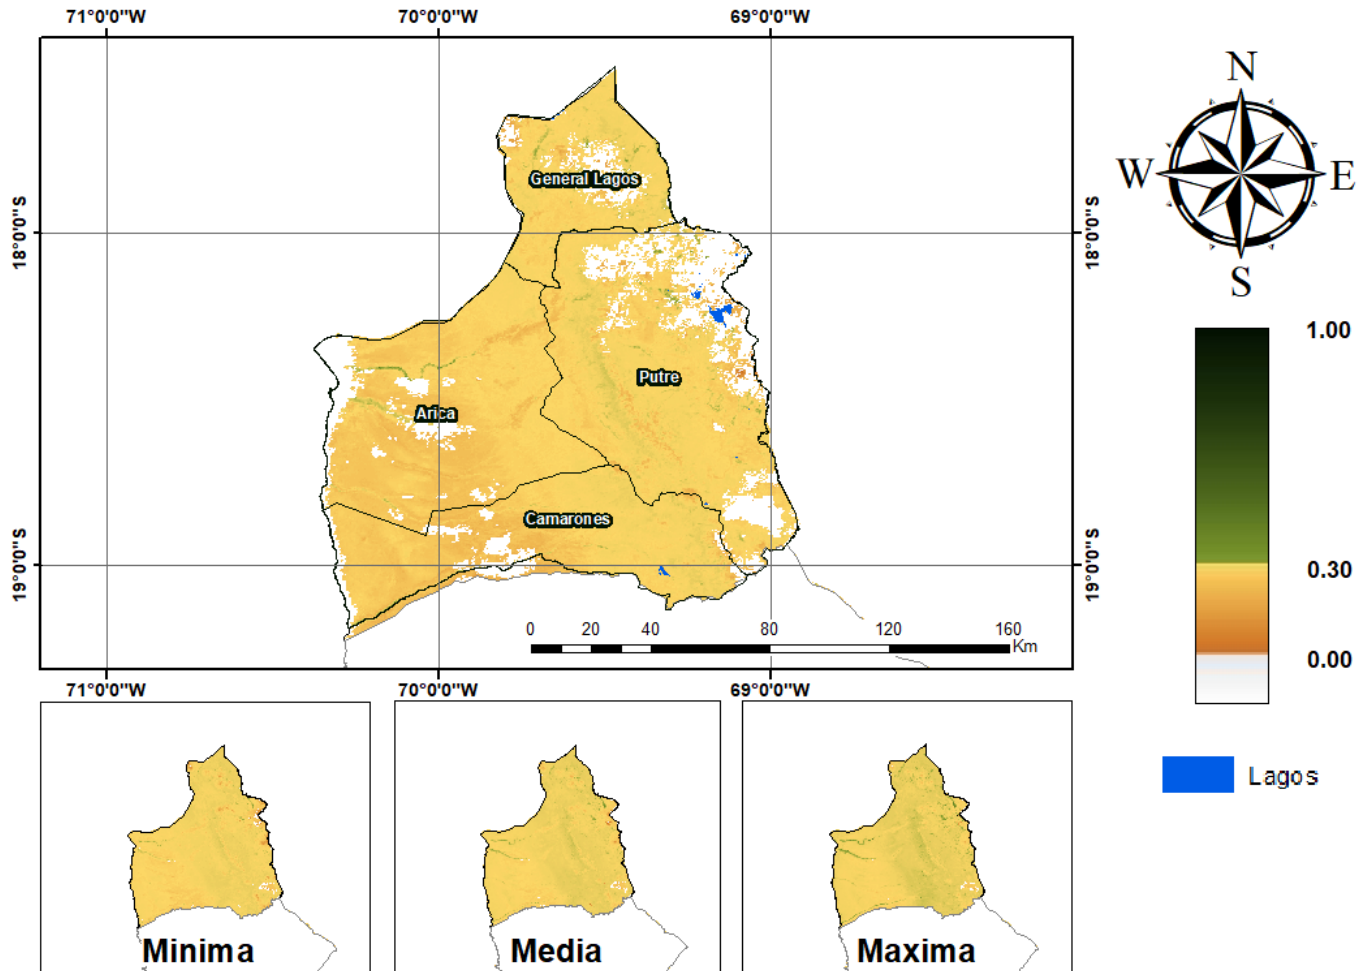 71°0'0"W 70°0'0"W 69°0'0"W
N
W E
S
18°0'0"S 18°0'0"S
19°0'0"S 19°0'0"S
General Lagos
Putre
Arica
Camarones
0 20 40 80 120 160
Km
71°0'0"W 70°0'0"W 69°0'0"W
1.00
0.30
0.00
Lagos
Minima Media Maxima